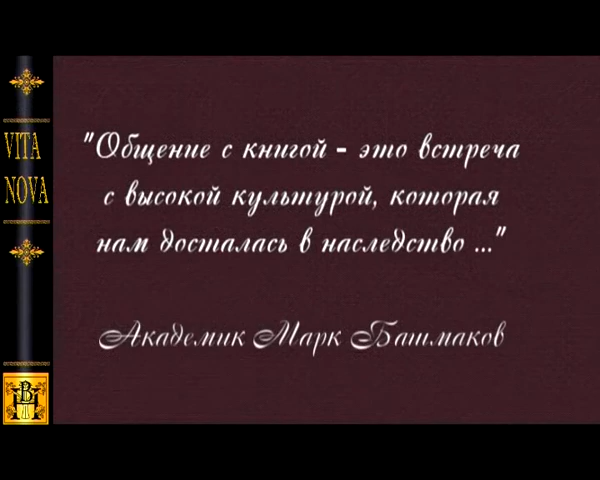 VITA
NOVA
"Общение с книгой - это встреча
с высокой культурой, которая
нам досталась в наследство ..."
Академик Марк Башмаков